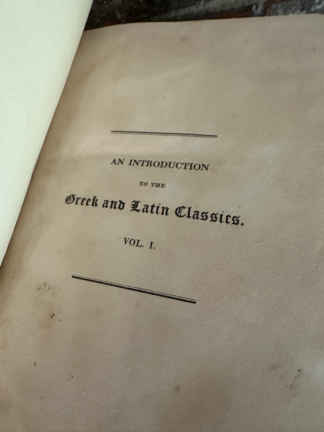 AN INTRODUCTION
TO THE
Greek and Latin Classics.
VOL. I.